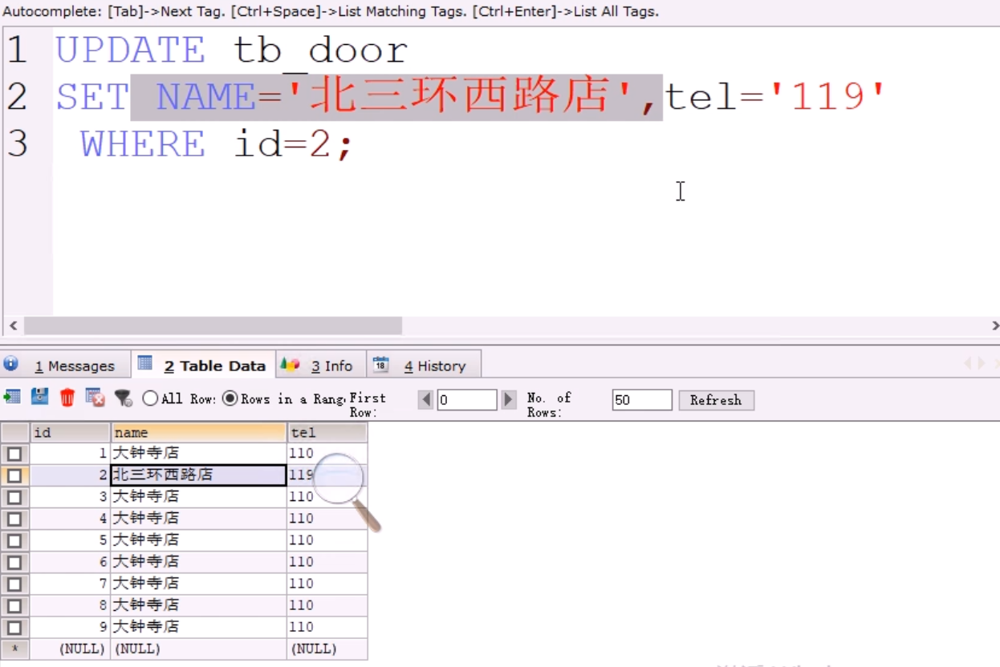 Autocomplete: [Tab]->Next Tag. [Ctrl+Space]->List Matching Tags. [Ctrl+Enter]->List All Tags.
1 UPDATE tb_door
2 SET NAME='北三环西路店',tel='119'
3 WHERE id=2;
1 Messages 2 Table Data 3 Info 18 4 History
All Row: Rows in a Rang First Row: 0 No. of Rows: 50 Refresh
id name tel
1 大钟寺店 110
2 北三环西路店 119
3 大钟寺店 110
4 大钟寺店 110
5 大钟寺店 110
6 大钟寺店 110
7 大钟寺店 110
8 大钟寺店 110
9 大钟寺店 110
* (NULL) (NULL) (NULL)